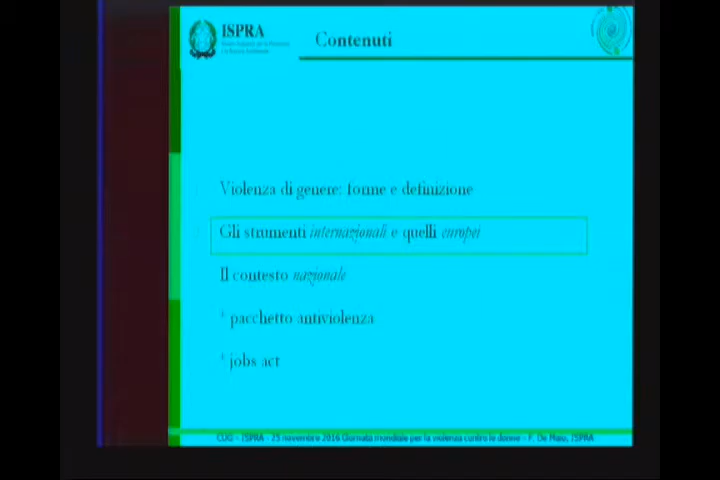 ISPRA
Contenuti
Violenza di genere: forme e definizione
Gli strumenti internazionali e quelli europei
Il contesto nazionale
* pacchetto antiviolenza
* jobs act
CUG – ISPRA – 25 novembre 2016 Giornata mondiale per la violenza contro le donne – F. De Maio, ISPRA